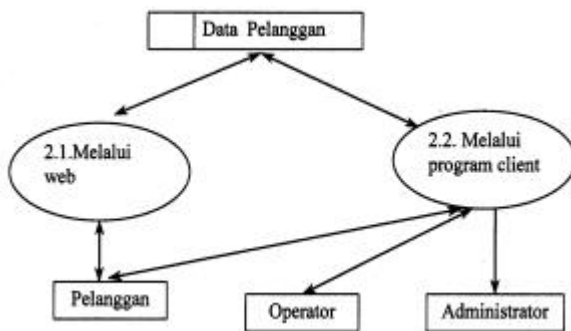 Data Pelanggan
2.1.Melalui
web
2.2. Melalui
program client
Pelanggan
Operator
Administrator